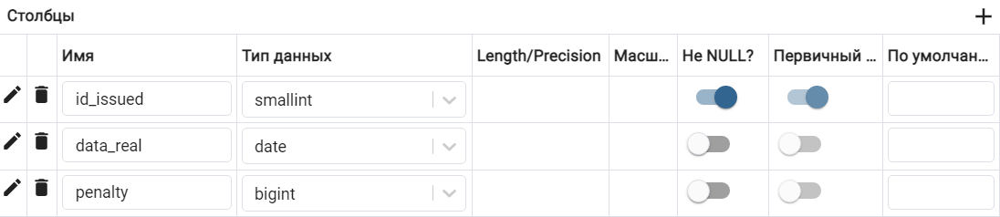 Столбцы
Имя Тип данных Length/Precision Масш... Не NULL? Первичный ... По умолчан...
id_issued smallint
data_real date
penalty bigint